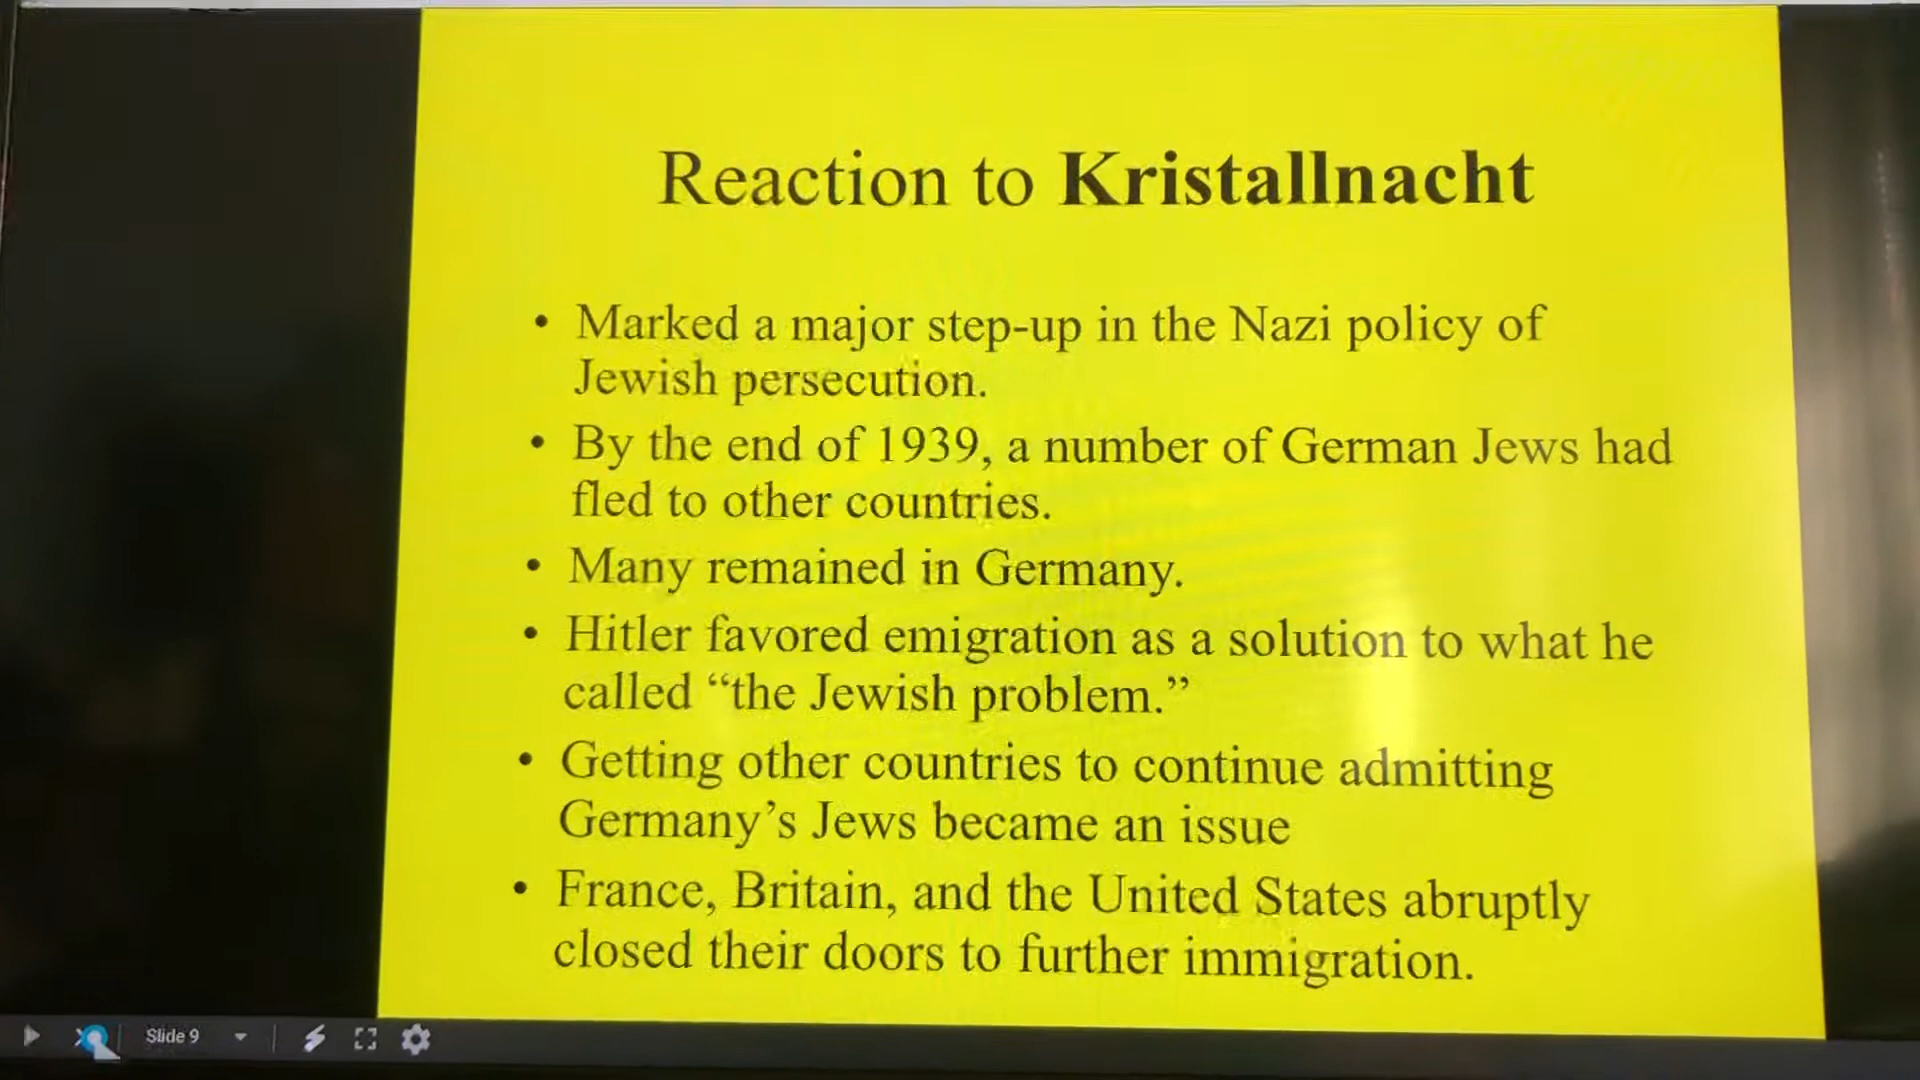 Reaction to Kristallnacht
• Marked a major step-up in the Nazi policy of
Jewish persecution.
• By the end of 1939, a number of German Jews had
fled to other countries.
• Many remained in Germany.
• Hitler favored emigration as a solution to what he
called “the Jewish problem.”
• Getting other countries to continue admitting
Germany’s Jews became an issue
• France, Britain, and the United States abruptly
closed their doors to further immigration.
Slide 9